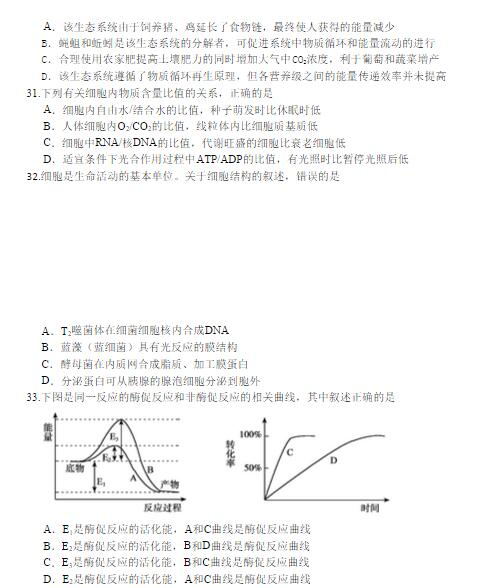 A．该生态系统由于饲养猪、鸡延长了食物链，最终使人获得的能量减少
B．蝇蛆和蚯蚓是该生态系统的分解者，可促进系统中物质循环和能量流动的进行
C．合理使用农家肥提高土壤肥力的同时增加大气中CO₂浓度，利于葡萄和蔬菜增产
D．该生态系统遵循了物质循环再生原理，但各营养级之间的能量传递效率并未提高
31.下列有关细胞内物质含量比值的关系，正确的是
A．细胞内自由水/结合水的比值，种子萌发时比休眠时低
B．人体细胞内O₂/CO₂的比值，线粒体内比细胞质基质低
C．细胞中RNA/核DNA的比值，代谢旺盛的细胞比衰老细胞低
D．适宜条件下光合作用过程中ATP/ADP的比值，有光照时比暂停光照后低
32.细胞是生命活动的基本单位。关于细胞结构的叙述，错误的是
A．T₂噬菌体在细菌细胞核内合成DNA
B．蓝藻（蓝细菌）具有光反应的膜结构
C．酵母菌在内质网合成脂质、加工膜蛋白
D．分泌蛋白可从胰腺的腺泡细胞分泌到胞外
33.下图是同一反应的酶促反应和非酶促反应的相关曲线，其中叙述正确的是
能量
E₃
E₂
底物
E₁
A
B
产物
反应过程
转化率
100%
50%
C
D
时间
A．E₁是酶促反应的活化能，A和C曲线是酶促反应曲线
B．E₂是酶促反应的活化能，B和D曲线是酶促反应曲线
C．E₃是酶促反应的活化能，B和C曲线是酶促反应曲线
D．E₂是酶促反应的活化能，A和C曲线是酶促反应曲线